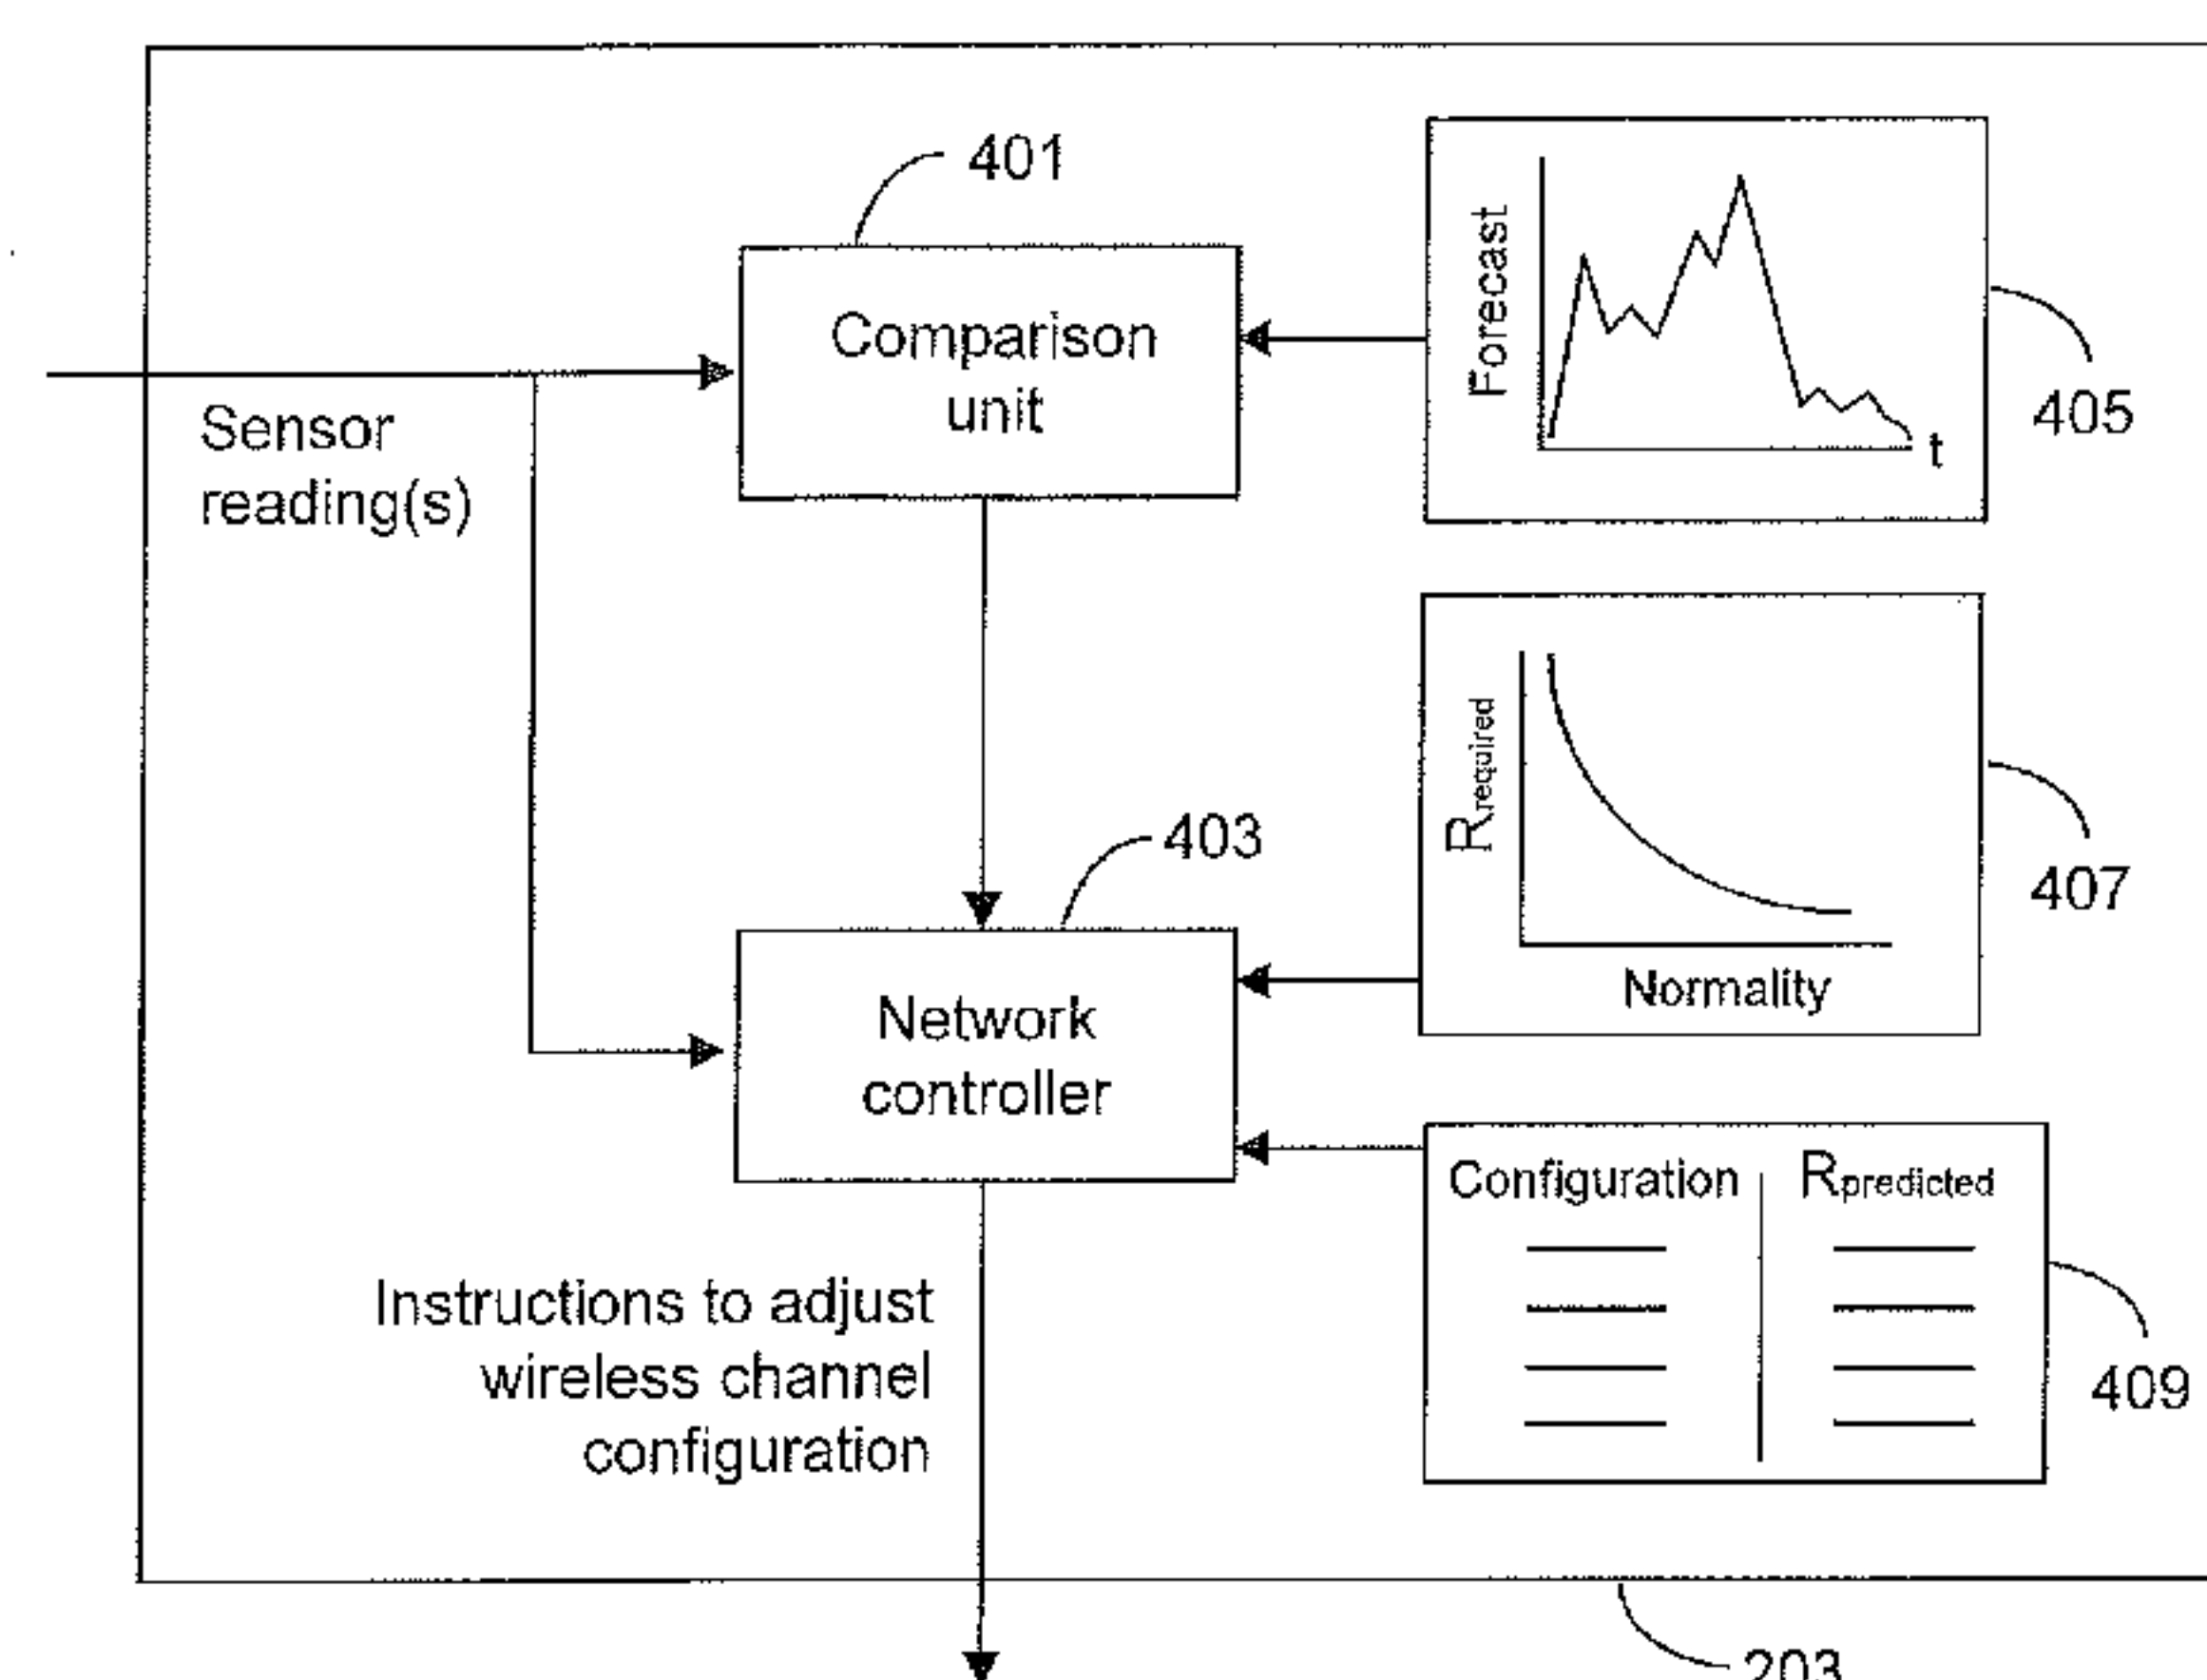 401
Comparison
unit
Sensor
reading(s)
Forecast
t
405
403
Network
controller
Rrequired
Normality
407
Instructions to adjust
wireless channel
configuration
Configuration
Rpredicted
409
203